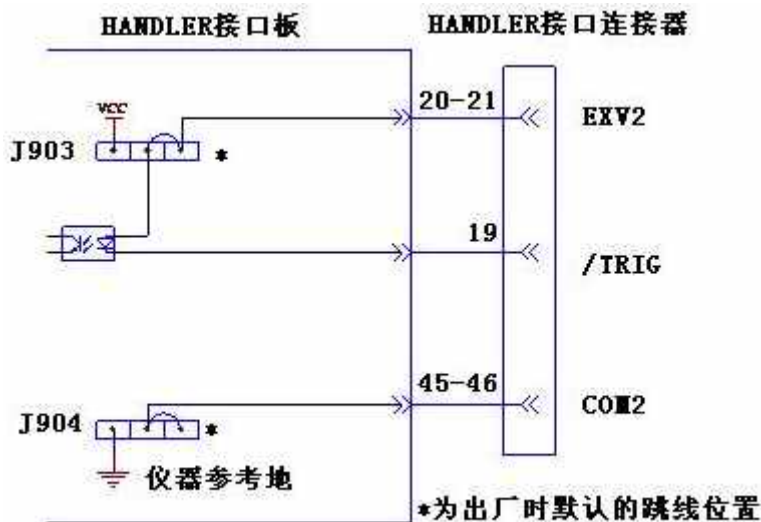 HANDLER接口板
HANDLER接口连接器
VCC
20-21
EXV2
J903
*
19
/TRIG
45-46
COM2
J904
*
仪器参考地
*为出厂时默认的跳线位置